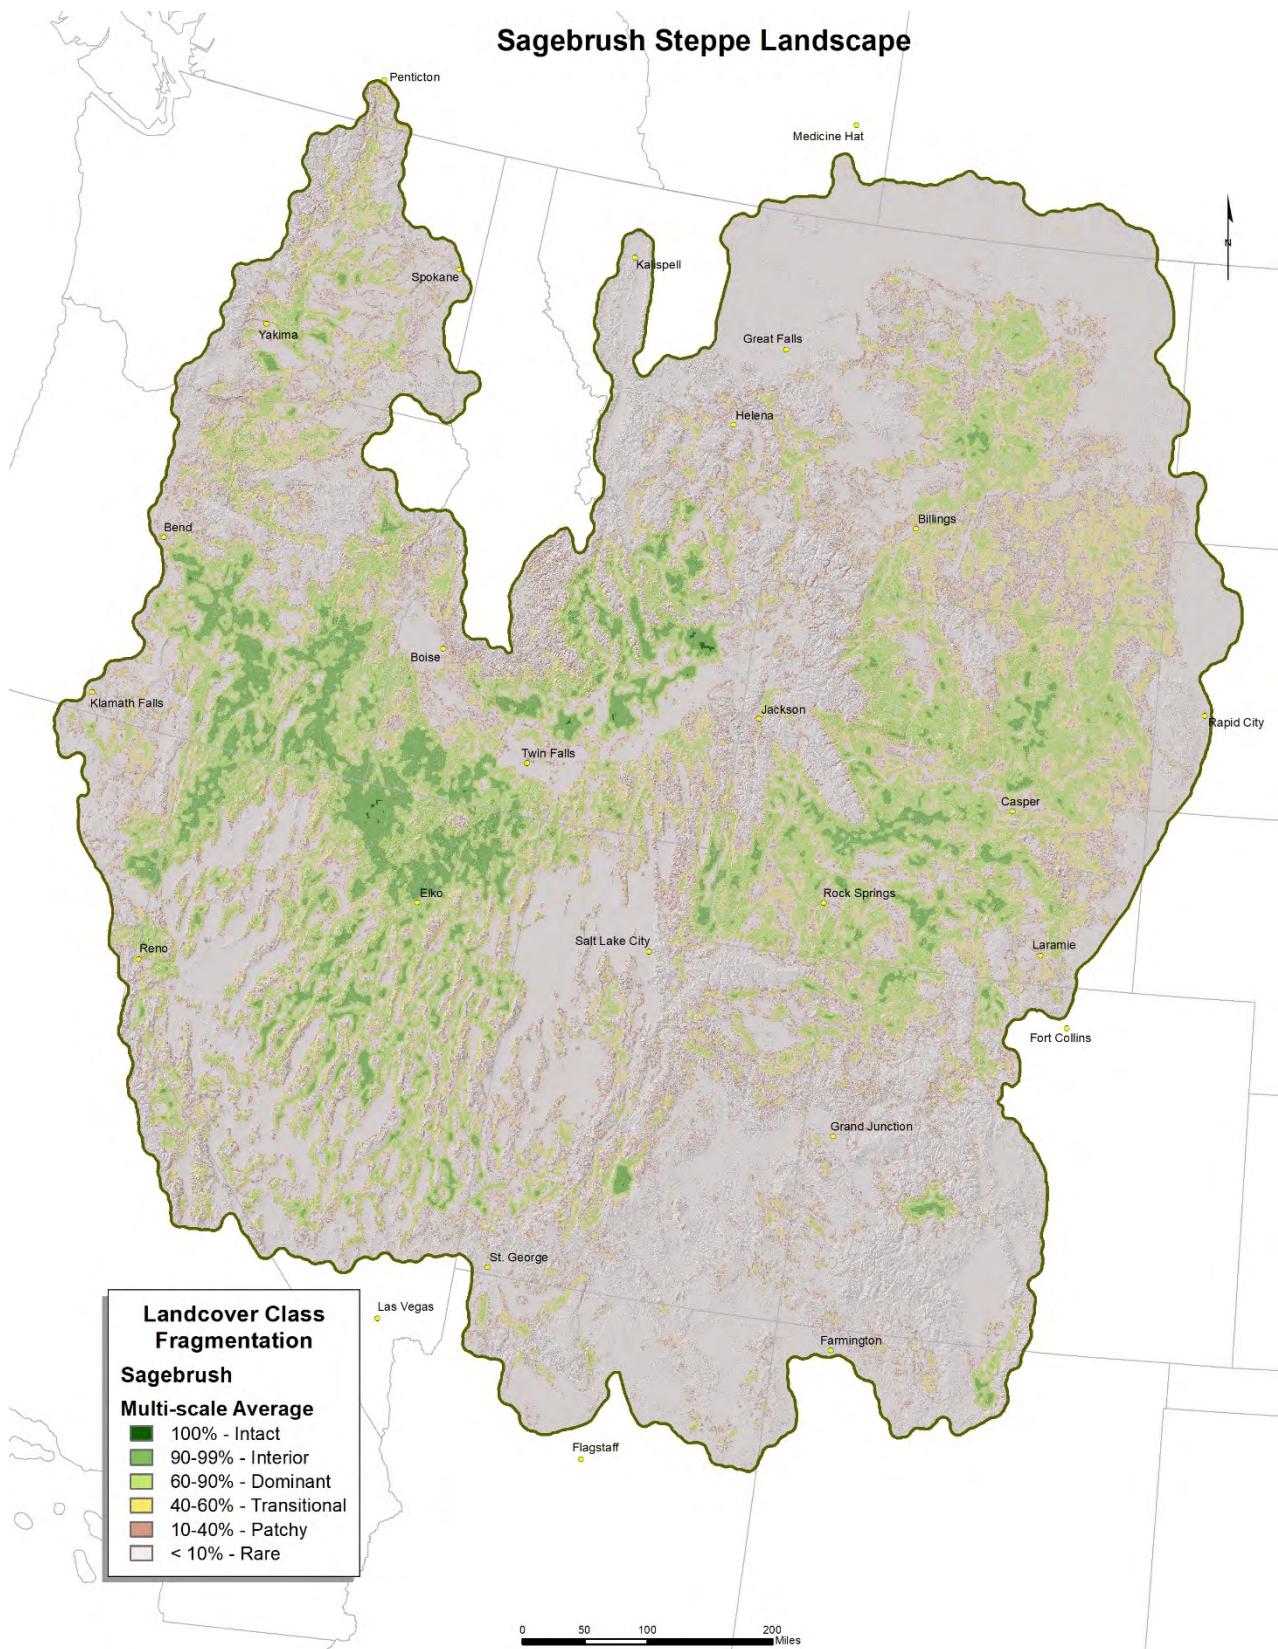 Sagebrush Steppe Landscape
Penticton
Medicine Hat
N
Spokane
Kalispell
Yakima
Great Falls
Helena
Billings
Bend
Boise
Klamath Falls
Jackson
Rapid City
Twin Falls
Casper
Elko
Rock Springs
Reno
Salt Lake City
Laramie
Fort Collins
Grand Junction
St. George
Las Vegas
Farmington
Flagstaff
Landcover Class
Fragmentation
Sagebrush
Multi-scale Average
100% - Intact
90-99% - Interior
60-90% - Dominant
40-60% - Transitional
10-40% - Patchy
< 10% - Rare
0 50 100 200
Miles